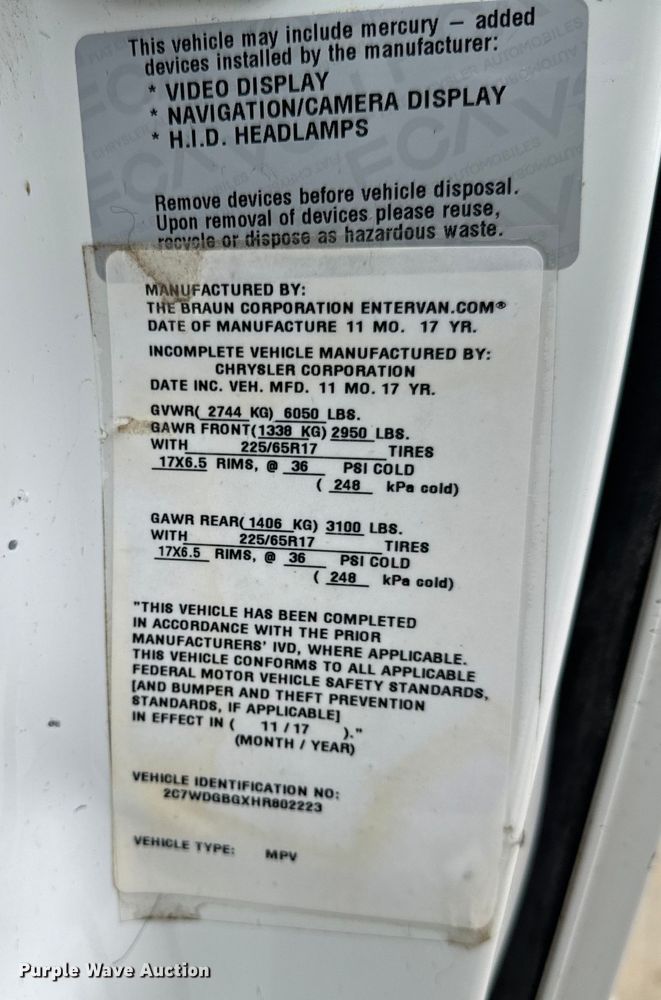 This vehicle may include mercury – added
devices installed by the manufacturer:
* VIDEO DISPLAY
* NAVIGATION/CAMERA DISPLAY
* H.I.D. HEADLAMPS
Remove devices before vehicle disposal.
Upon removal of devices please reuse,
recycle or dispose as hazardous waste.
MANUFACTURED BY:
THE BRAUN CORPORATION ENTERVAN.COM®
DATE OF MANUFACTURE 11 MO. 17 YR.
INCOMPLETE VEHICLE MANUFACTURED BY:
CHRYSLER CORPORATION
DATE INC. VEH. MFD. 11 MO. 17 YR.
GVWR( 2744 KG) 6050 LBS.
GAWR FRONT(1338 KG) 2950 LBS.
WITH 225/65R17 TIRES
17X6.5 RIMS, @ 36 PSI COLD
( 248 kPa cold)
GAWR REAR(1406 KG) 3100 LBS.
WITH 225/65R17 TIRES
17X6.5 RIMS, @ 36 PSI COLD
( 248 kPa cold)
"THIS VEHICLE HAS BEEN COMPLETED
IN ACCORDANCE WITH THE PRIOR
MANUFACTURERS' IVD, WHERE APPLICABLE.
THIS VEHICLE CONFORMS TO ALL APPLICABLE
FEDERAL MOTOR VEHICLE SAFETY STANDARDS,
[AND BUMPER AND THEFT PREVENTION
STANDARDS, IF APPLICABLE]
IN EFFECT IN ( 11 / 17 )."
(MONTH / YEAR)
VEHICLE IDENTIFICATION NO:
2C7WDGBGXHR802223
VEHICLE TYPE: MPV
Purple Wave Auction